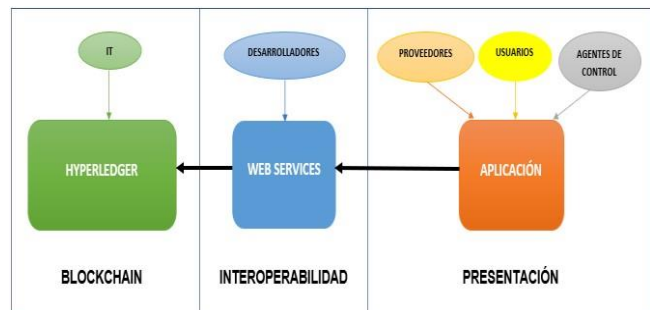 IT
DESARROLLADORES
PROVEEDORES
USUARIOS
AGENTES DE
CONTROL
HYPERLEDGER
WEB SERVICES
APLICACIÓN
BLOCKCHAIN
INTEROPERABILIDAD
PRESENTACIÓN